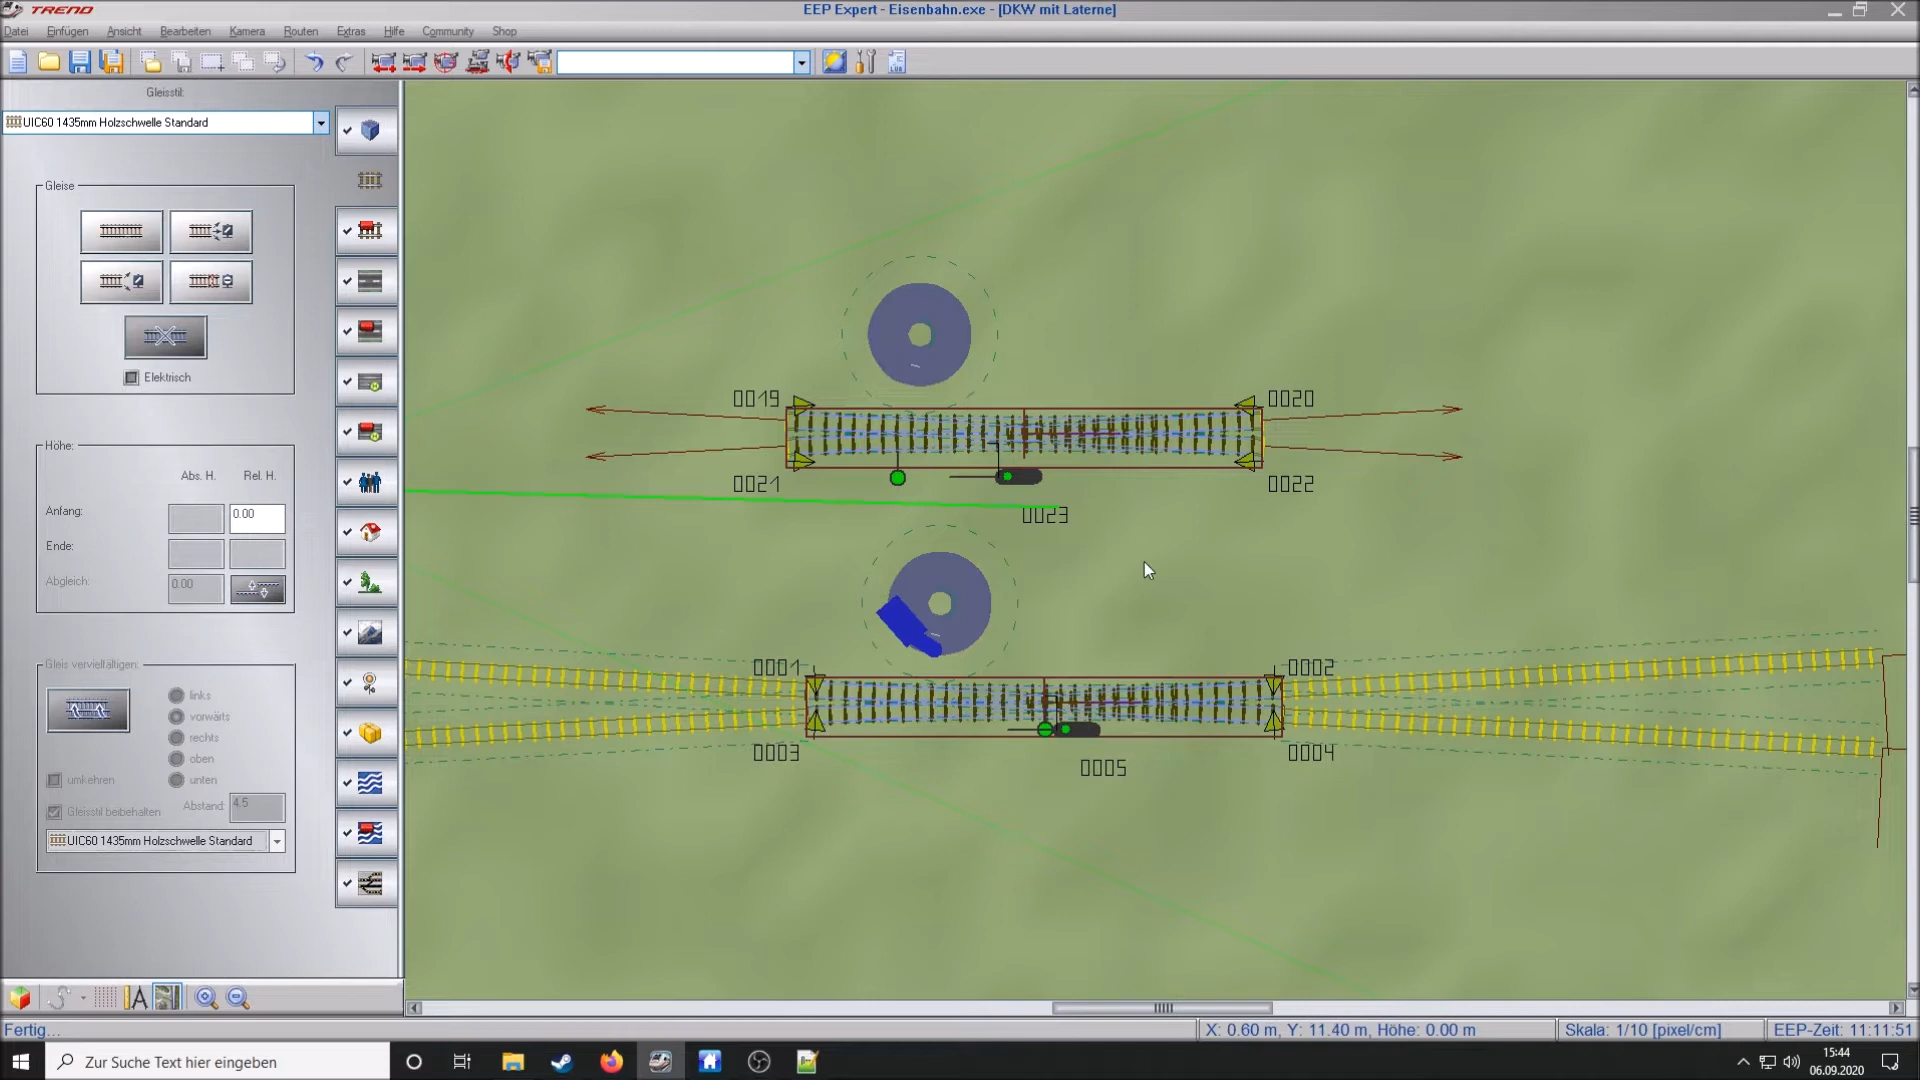 TREND
EEP Expert - Eisenbahn.exe - [DKW mit Laterne]
Datei Einfügen Ansicht Bearbeiten Kamera Routen Extras Hilfe Community Shop
LUA
Gleisstil:
UIC60 1435mm Holzschwelle Standard
Gleise
Elektrisch
Höhe:
Abs. H. Rel. H.
Anfang: 0.00
Ende:
Abgleich: 0.00
Gleis vervielfältigen:
links
vorwärts
rechts
oben
umkehren unten
Gleisstil beibehalten Abstand: 4.5
UIC60 1435mm Holzschwelle Standard
0019 0020
0021 0022
0023
0001 0002
0003 0004
0005
Fertig...
X: 0.60 m, Y: 11.40 m, Höhe: 0.00 m
Skala: 1/10 [pixel/cm]
EEP-Zeit: 11:11:51
Zur Suche Text hier eingeben
15:44
06.09.2020